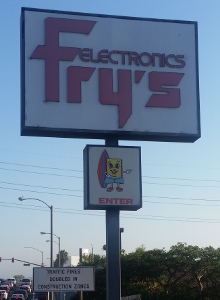 ELECTRONICS
Fry's
ENTER
TRAFFIC FINES
DOUBLED IN
CONSTRUCTION ZONES